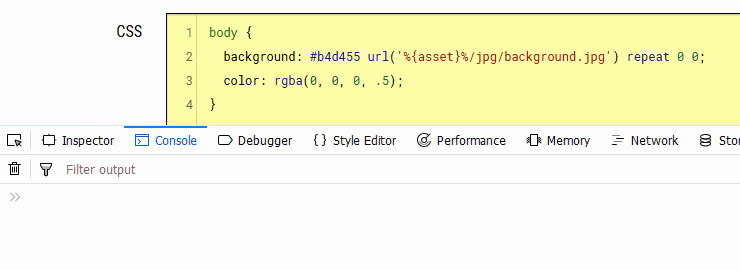 CSS
1 body {
2 background: #b4d455 url('%{asset}%/jpg/background.jpg') repeat 0 0;
3 color: rgba(0, 0, 0, .5);
4 }
Inspector Console Debugger Style Editor Performance Memory Network Stor
Filter output